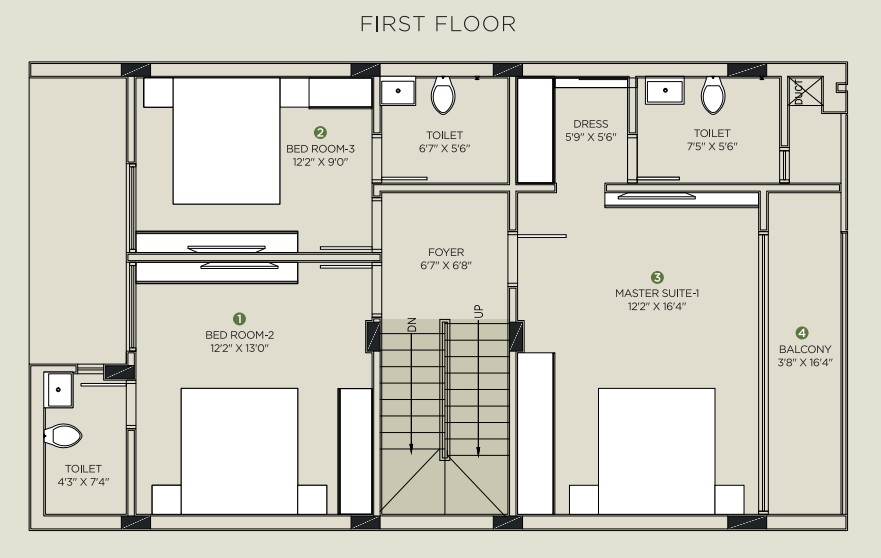 FIRST FLOOR
DUCT
2
BED ROOM-3
12'2" X 9'0"
TOILET
6'7" X 5'6"
DRESS
5'9" X 5'6"
TOILET
7'5" X 5'6"
FOYER
6'7" X 6'8"
3
MASTER SUITE-1
12'2" X 16'4"
1
BED ROOM-2
12'2" X 13'0"
DN
UP
4
BALCONY
3'8" X 16'4"
TOILET
4'3" X 7'4"